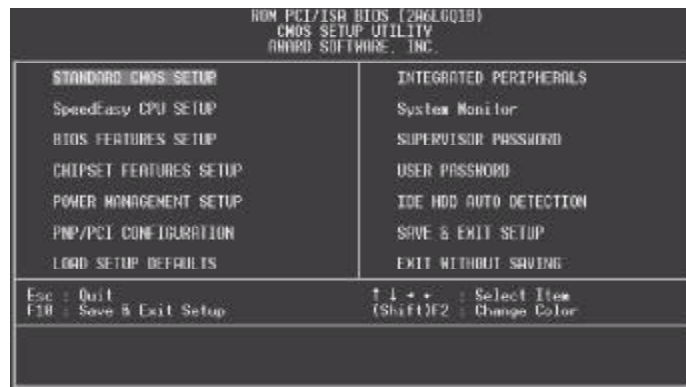 ROM PCI/ISA BIOS (2A6LGQ1B)
CMOS SETUP UTILITY
AWARD SOFTWARE. INC.
STANDARD CMOS SETUP
SpeedEasy CPU SETUP
BIOS FEATURES SETUP
CHIPSET FEATURES SETUP
POWER MANAGEMENT SETUP
PNP/PCI CONFIGURATION
LOAD SETUP DEFAULTS
INTEGRATED PERIPHERALS
System Monitor
SUPERVISOR PASSWORD
USER PASSWORD
IDE HDD AUTO DETECTION
SAVE & EXIT SETUP
EXIT WITHOUT SAVING
Esc : Quit
F10 : Save & Exit Setup
↑ ↓ → ← : Select Item
(Shift)F2 : Change Color